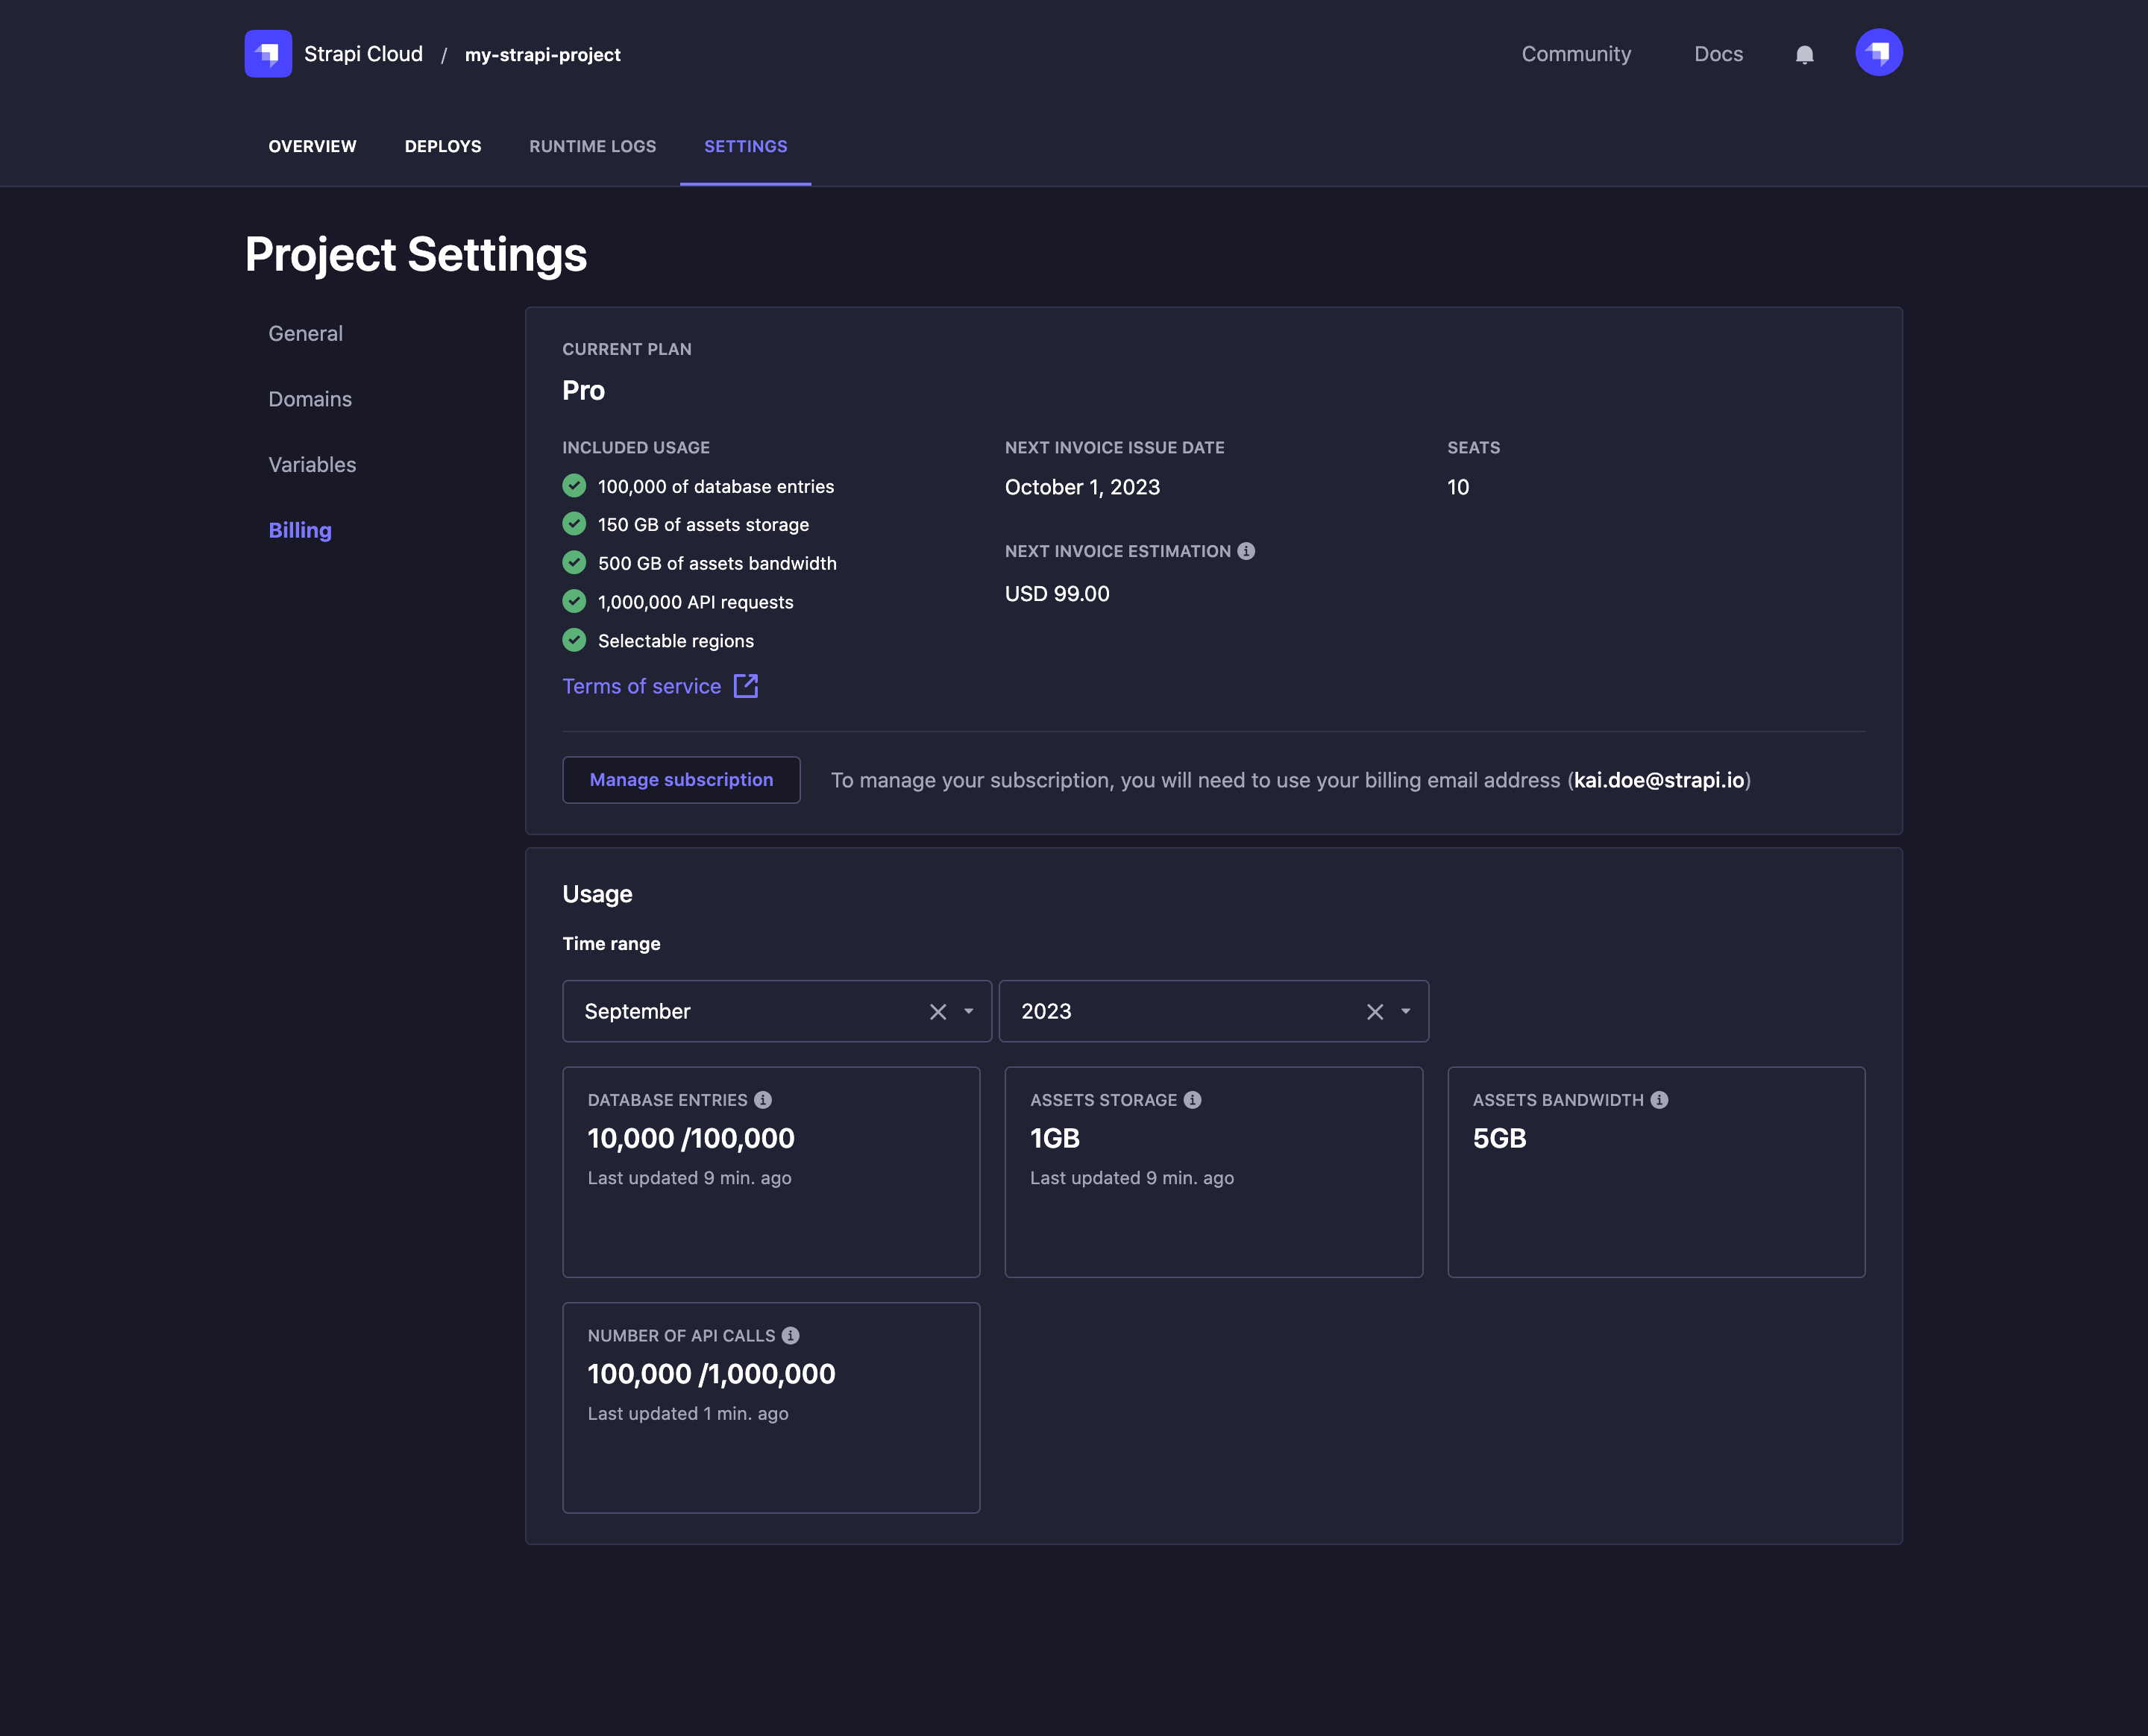 Strapi Cloud / my-strapi-project
Community Docs
OVERVIEW DEPLOYS RUNTIME LOGS SETTINGS
Project Settings
General
Domains
Variables
Billing
CURRENT PLAN
Pro
INCLUDED USAGE
100,000 of database entries
150 GB of assets storage
500 GB of assets bandwidth
1,000,000 API requests
Selectable regions
Terms of service
NEXT INVOICE ISSUE DATE
October 1, 2023
NEXT INVOICE ESTIMATION
USD 99.00
SEATS
10
Manage subscription
To manage your subscription, you will need to use your billing email address (kai.doe@strapi.io)
Usage
Time range
September
2023
DATABASE ENTRIES
10,000 /100,000
Last updated 9 min. ago
ASSETS STORAGE
1GB
Last updated 9 min. ago
ASSETS BANDWIDTH
5GB
NUMBER OF API CALLS
100,000 /1,000,000
Last updated 1 min. ago